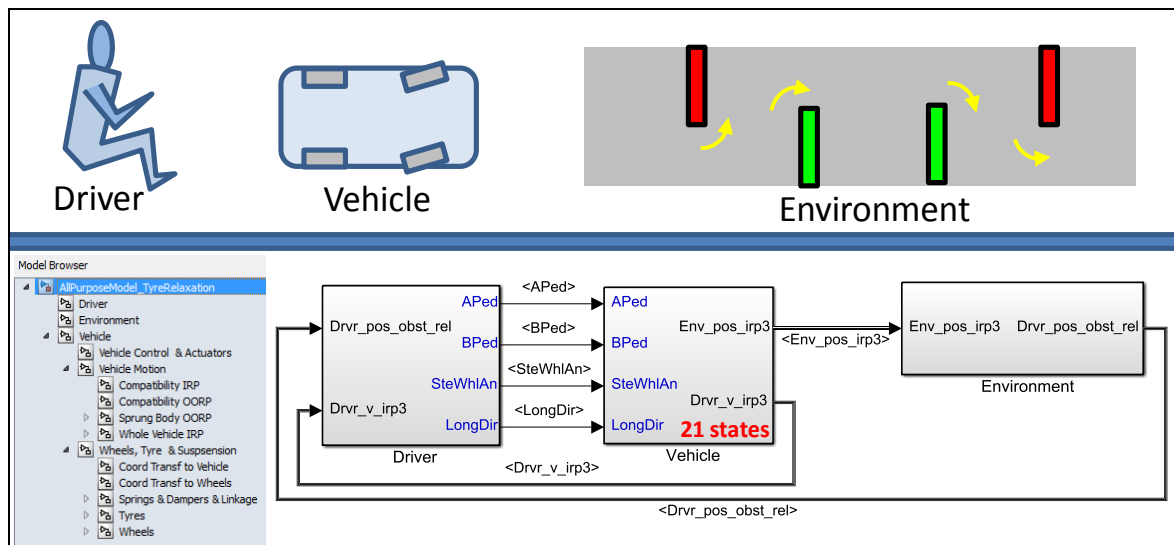 Driver
Vehicle
Environment
Model Browser
AllPurposeModel_TyreRelaxation
Driver
Environment
Vehicle
Vehicle Control & Actuators
Vehicle Motion
Compatibility IRP
Compatibility OORP
Sprung Body OORP
Whole Vehicle IRP
Wheels, Tyre & Suspsension
Coord Transf to Vehicle
Coord Transf to Wheels
Springs & Dampers & Linkage
Tyres
Wheels
Drvr_pos_obst_rel
Drvr_v_irp3
APed
BPed
SteWhlAn
LongDir
Driver
<APed>
<BPed>
<SteWhlAn>
<LongDir>
<Drvr_v_irp3>
APed
BPed
SteWhlAn
LongDir
Env_pos_irp3
Drvr_v_irp3
21 states
Vehicle
<Env_pos_irp3>
Env_pos_irp3
Drvr_pos_obst_rel
Environment
<Drvr_pos_obst_rel>